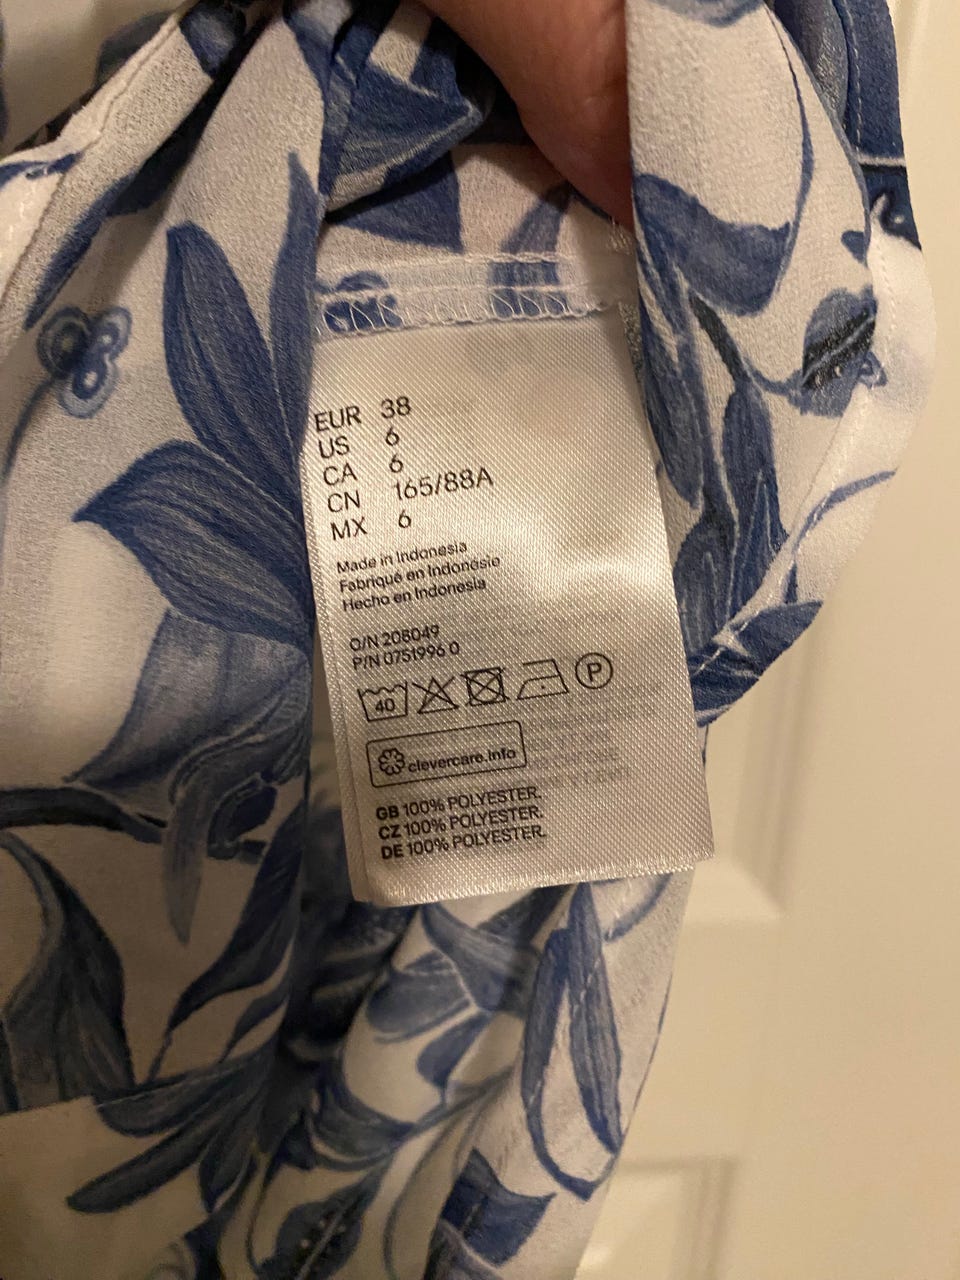 EUR 38
US 6
CA 6
CN 165/88A
MX 6
Made in Indonesia
Fabriqué en Indonésie
Hecho en Indonesia
O/N 208049
P/N 0751996 0
40 P
clevercare.info
GB 100% POLYESTER.
CZ 100% POLYESTER.
DE 100% POLYESTER.